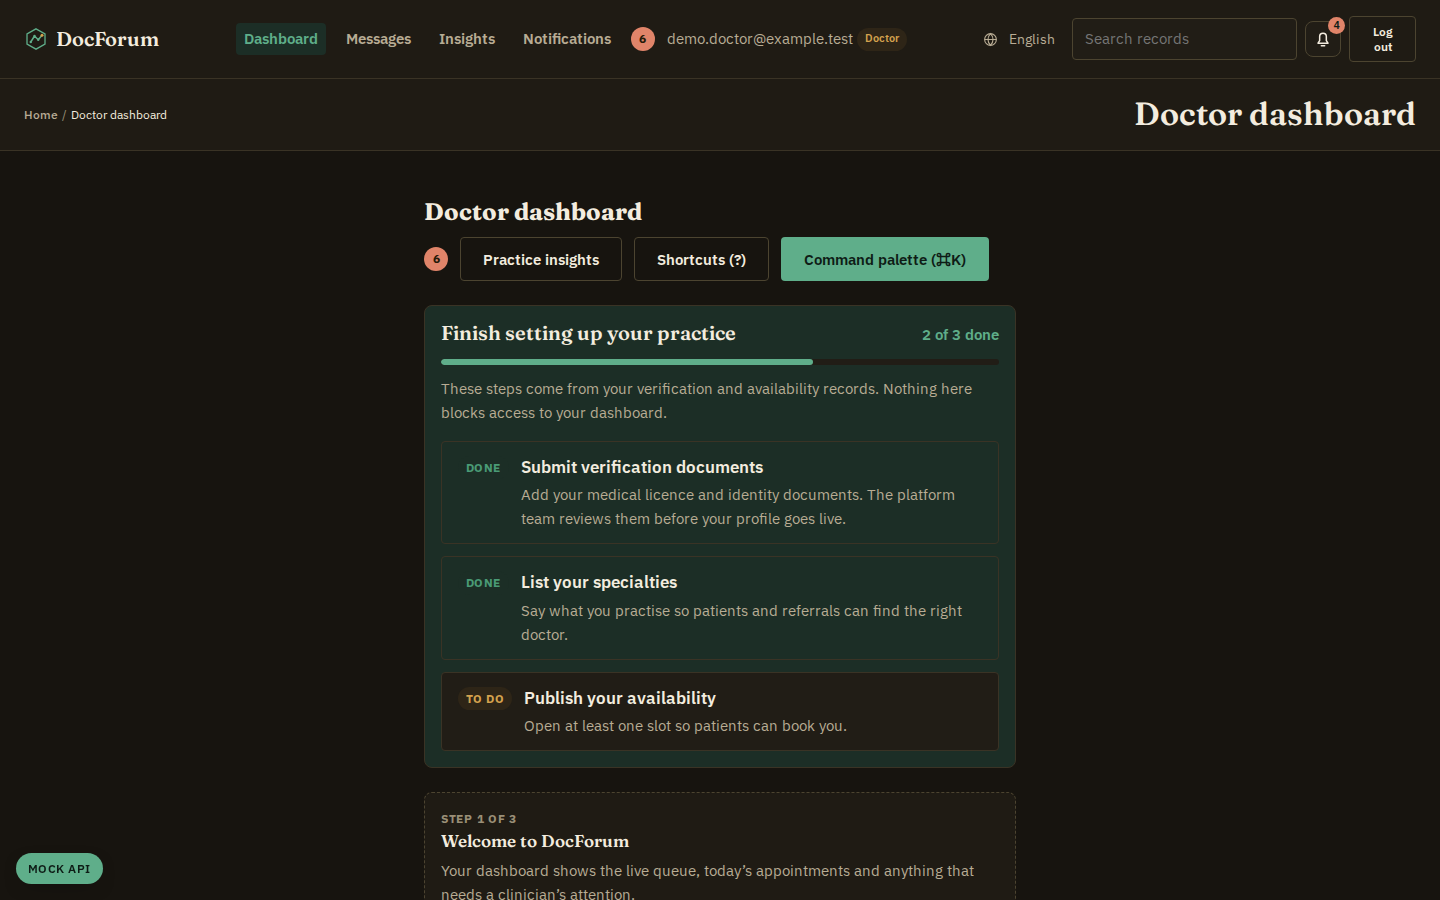 DocForum
Dashboard Messages Insights Notifications 6 demo.doctor@example.test Doctor English Search records 4 Log out
Home / Doctor dashboard
Doctor dashboard
Doctor dashboard
6 Practice insights Shortcuts (?) Command palette (⌘K)
Finish setting up your practice 2 of 3 done
These steps come from your verification and availability records. Nothing here
blocks access to your dashboard.
DONE Submit verification documents
Add your medical licence and identity documents. The platform
team reviews them before your profile goes live.
DONE List your specialties
Say what you practise so patients and referrals can find the right
doctor.
TO DO Publish your availability
Open at least one slot so patients can book you.
STEP 1 OF 3
Welcome to DocForum
Your dashboard shows the live queue, today’s appointments and anything that
needs a clinician’s attention.
MOCK API